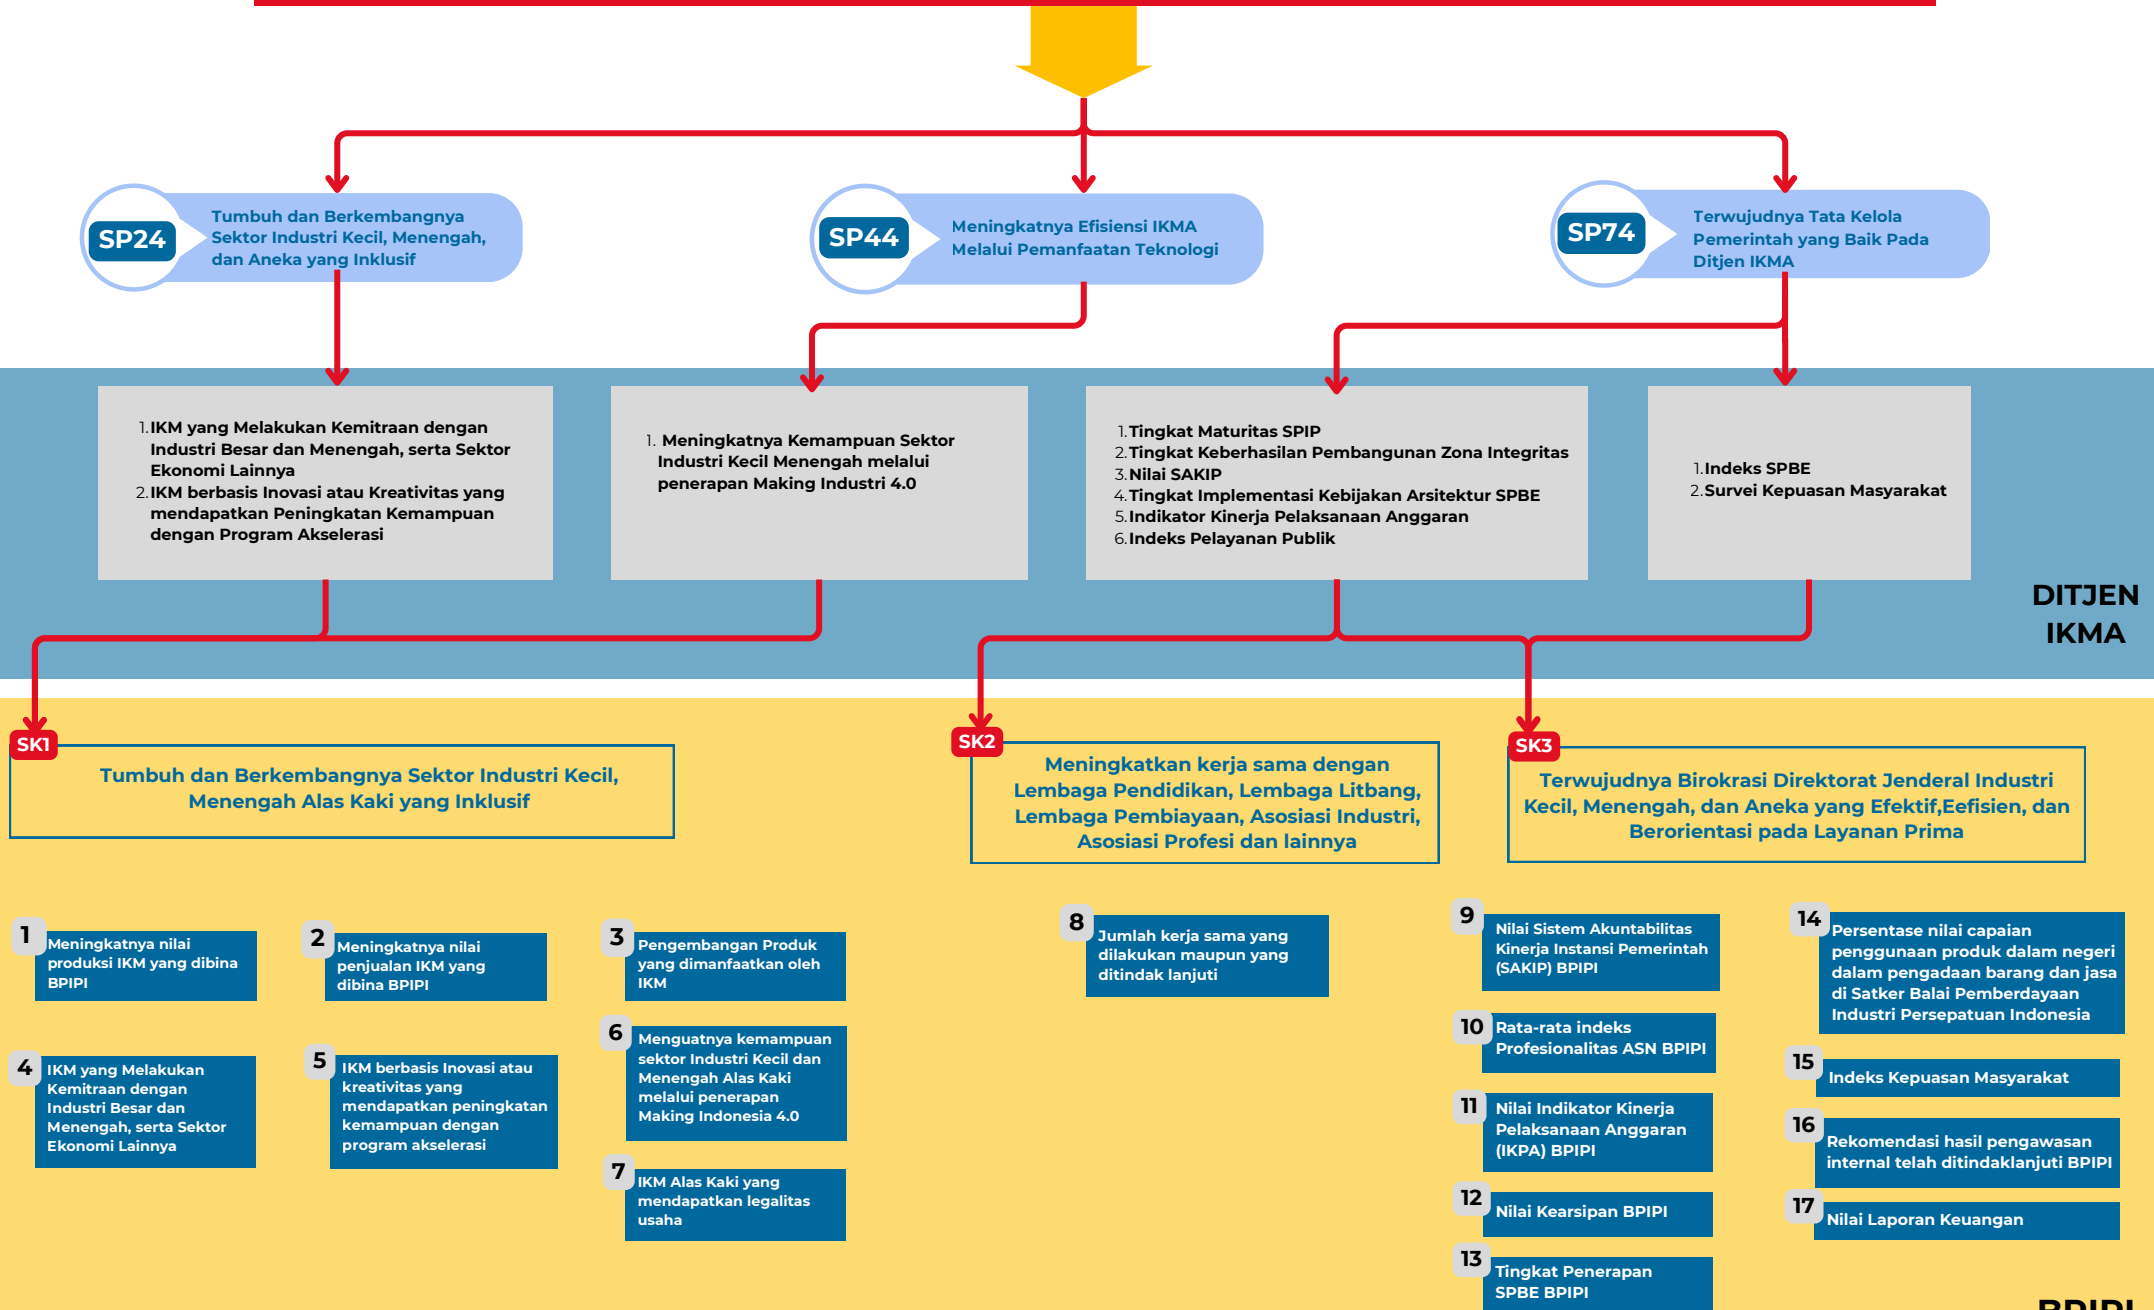 SP24
Tumbuh dan Berkembangnya
Sektor Industri Kecil, Menengah,
dan Aneka yang Inklusif
SP44
Meningkatnya Efisiensi IKMA
Melalui Pemanfaatan Teknologi
SP74
Terwujudnya Tata Kelola
Pemerintah yang Baik Pada
Ditjen IKMA
1. IKM yang Melakukan Kemitraan dengan
Industri Besar dan Menengah, serta Sektor
Ekonomi Lainnya
2. IKM berbasis Inovasi atau Kreativitas yang
mendapatkan Peningkatan Kemampuan
dengan Program Akselerasi
1. Meningkatnya Kemampuan Sektor
Industri Kecil Menengah melalui
penerapan Making Industri 4.0
1. Tingkat Maturitas SPIP
2. Tingkat Keberhasilan Pembangunan Zona Integritas
3. Nilai SAKIP
4. Tingkat Implementasi Kebijakan Arsitektur SPBE
5. Indikator Kinerja Pelaksanaan Anggaran
6. Indeks Pelayanan Publik
1. Indeks SPBE
2. Survei Kepuasan Masyarakat
DITJEN
IKMA
SK1
Tumbuh dan Berkembangnya Sektor Industri Kecil,
Menengah Alas Kaki yang Inklusif
SK2
Meningkatkan kerja sama dengan
Lembaga Pendidikan, Lembaga Litbang,
Lembaga Pembiayaan, Asosiasi Industri,
Asosiasi Profesi dan lainnya
SK3
Terwujudnya Birokrasi Direktorat Jenderal Industri
Kecil, Menengah, dan Aneka yang Efektif,Eefisien, dan
Berorientasi pada Layanan Prima
1
Meningkatnya nilai
produksi IKM yang dibina
BPIPI
2
Meningkatnya nilai
penjualan IKM yang
dibina BPIPI
3
Pengembangan Produk
yang dimanfaatkan oleh
IKM
4
IKM yang Melakukan
Kemitraan dengan
Industri Besar dan
Menengah, serta Sektor
Ekonomi Lainnya
5
IKM berbasis Inovasi atau
kreativitas yang
mendapatkan peningkatan
kemampuan dengan
program akselerasi
6
Menguatnya kemampuan
sektor Industri Kecil dan
Menengah Alas Kaki
melalui penerapan
Making Indonesia 4.0
7
IKM Alas Kaki yang
mendapatkan legalitas
usaha
8
Jumlah kerja sama yang
dilakukan maupun yang
ditindak lanjuti
9
Nilai Sistem Akuntabilitas
Kinerja Instansi Pemerintah
(SAKIP) BPIPI
10
Rata-rata indeks
Profesionalitas ASN BPIPI
11
Nilai Indikator Kinerja
Pelaksanaan Anggaran
(IKPA) BPIPI
12
Nilai Kearsipan BPIPI
13
Tingkat Penerapan
SPBE BPIPI
14
Persentase nilai capaian
penggunaan produk dalam negeri
dalam pengadaan barang dan jasa
di Satker Balai Pemberdayaan
Industri Persepatuan Indonesia
15
Indeks Kepuasan Masyarakat
16
Rekomendasi hasil pengawasan
internal telah ditindaklanjuti BPIPI
17
Nilai Laporan Keuangan
BPIPI